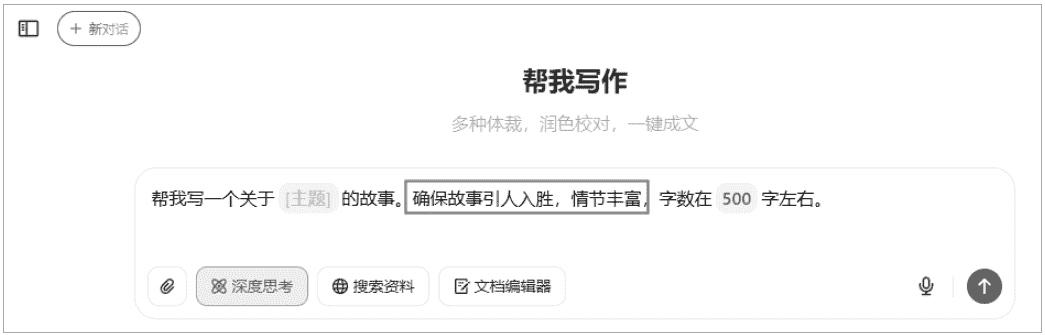 + 新对话
帮我写作
多种体裁，润色校对，一键成文
帮我写一个关于 [主题] 的故事。确保故事引人入胜，情节丰富，字数在 500 字左右。
深度思考 搜索资料 文档编辑器